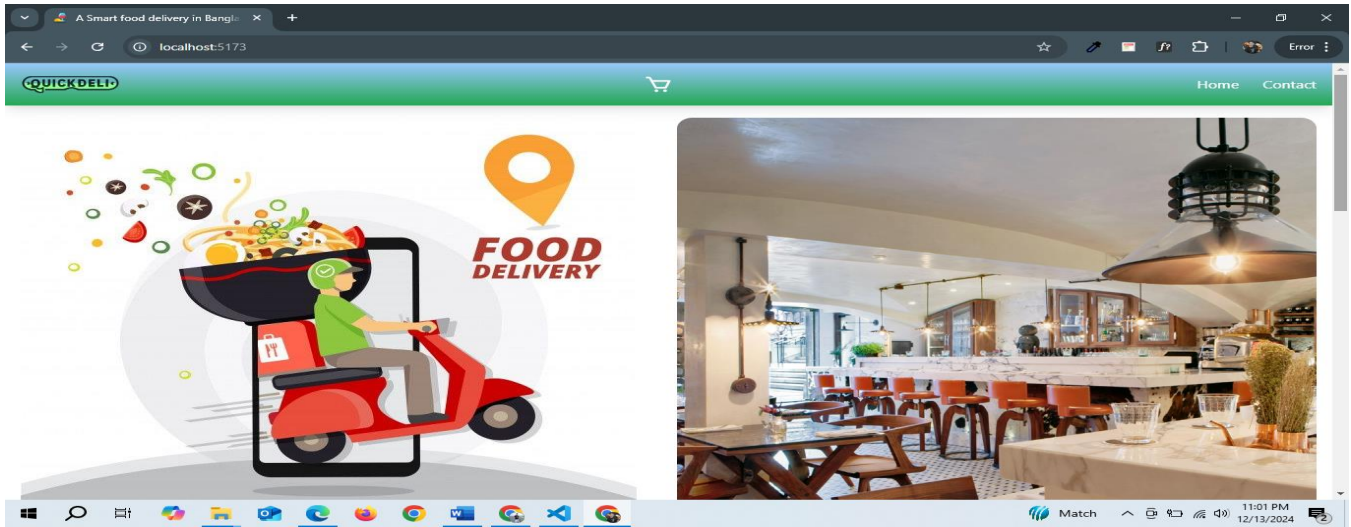 A Smart food delivery in Bangla
localhost:5173
Error
QUICKDELI
Home Contact
FOOD
DELIVERY
Match
11:01 PM
12/13/2024
2